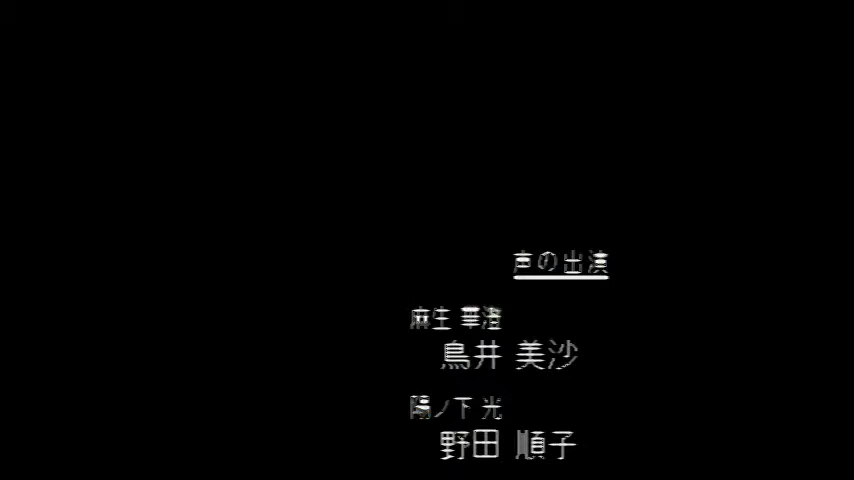 声の出演
麻生 華澄
鳥井 美沙
陽ノ下 光
野田 順子